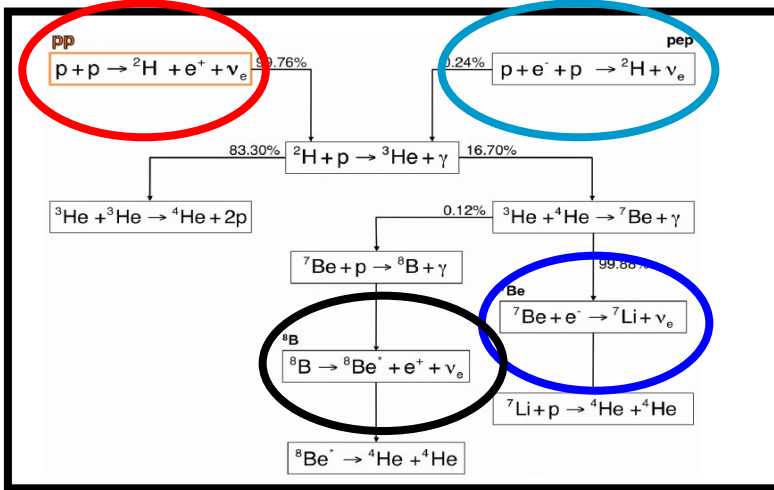 pp
pep
p + p → ²H + e⁺ + νₑ
99.76%
0.24%
p + e⁻ + p → ²H + νₑ
83.30%
²H + p → ³He + γ
16.70%
³He + ³He → ⁴He + 2p
0.12%
³He + ⁴He → ⁷Be + γ
⁷Be + p → ⁸B + γ
99.88%
Be
⁷Be + e⁻ → ⁷Li + νₑ
⁸B
⁸B → ⁸Be* + e⁺ + νₑ
⁷Li + p → ⁴He + ⁴He
⁸Be* → ⁴He + ⁴He